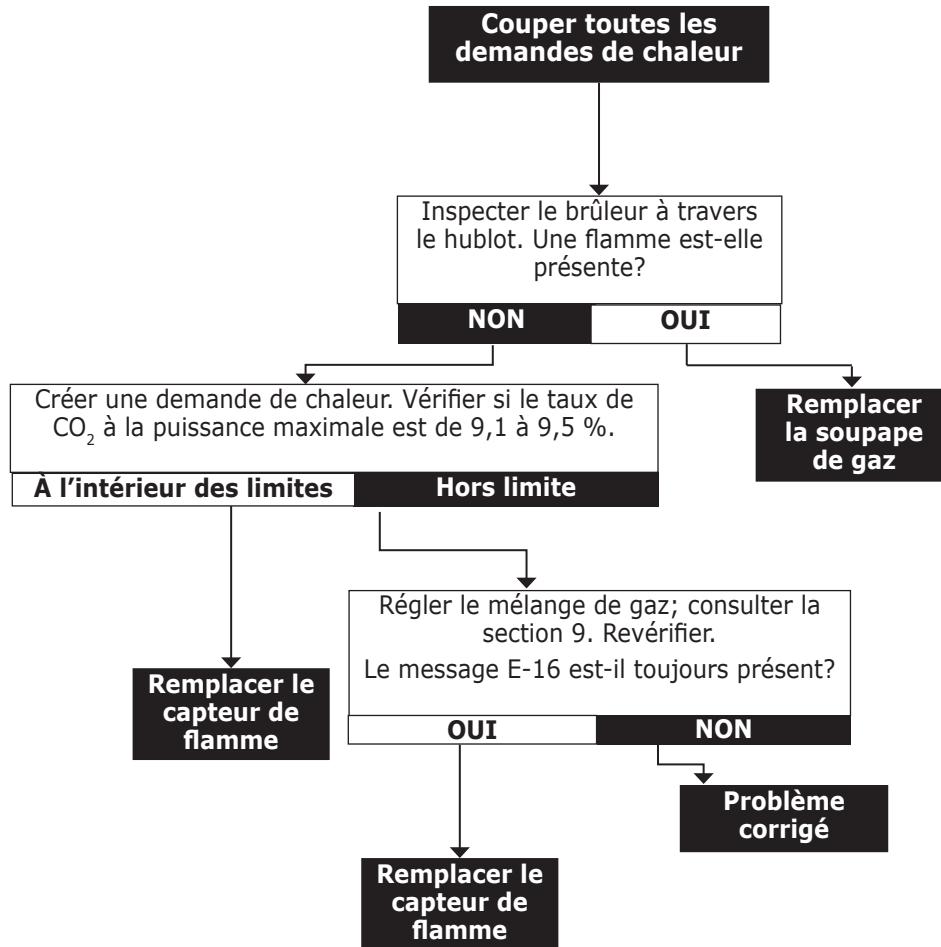 Couper toutes les
demandes de chaleur
Inspecter le brûleur à travers
le hublot. Une flamme est-elle
présente?
NON
OUI
Créer une demande de chaleur. Vérifier si le taux de
CO₂ à la puissance maximale est de 9,1 à 9,5 %.
À l’intérieur des limites
Hors limite
Remplacer
la soupape
de gaz
Régler le mélange de gaz; consulter la
section 9. Revérifier.
Le message E-16 est-il toujours présent?
OUI
NON
Remplacer le
capteur de
flamme
Problème
corrigé
Remplacer le
capteur de
flamme